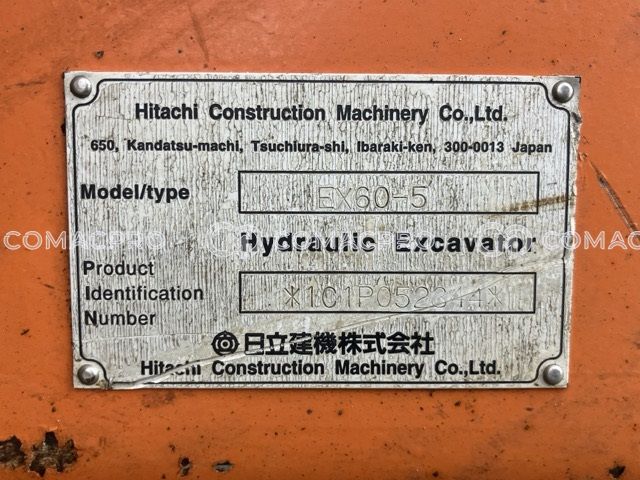 Hitachi Construction Machinery Co.,Ltd.
650, Kandatsu-machi, Tsuchiura-shi, Ibaraki-ken, 300-0013 Japan
Model/type EX60-5
COMACPRO
Hydraulic Excavator
Product
Identification
Number
日立建機株式会社
Hitachi Construction Machinery Co.,Ltd.